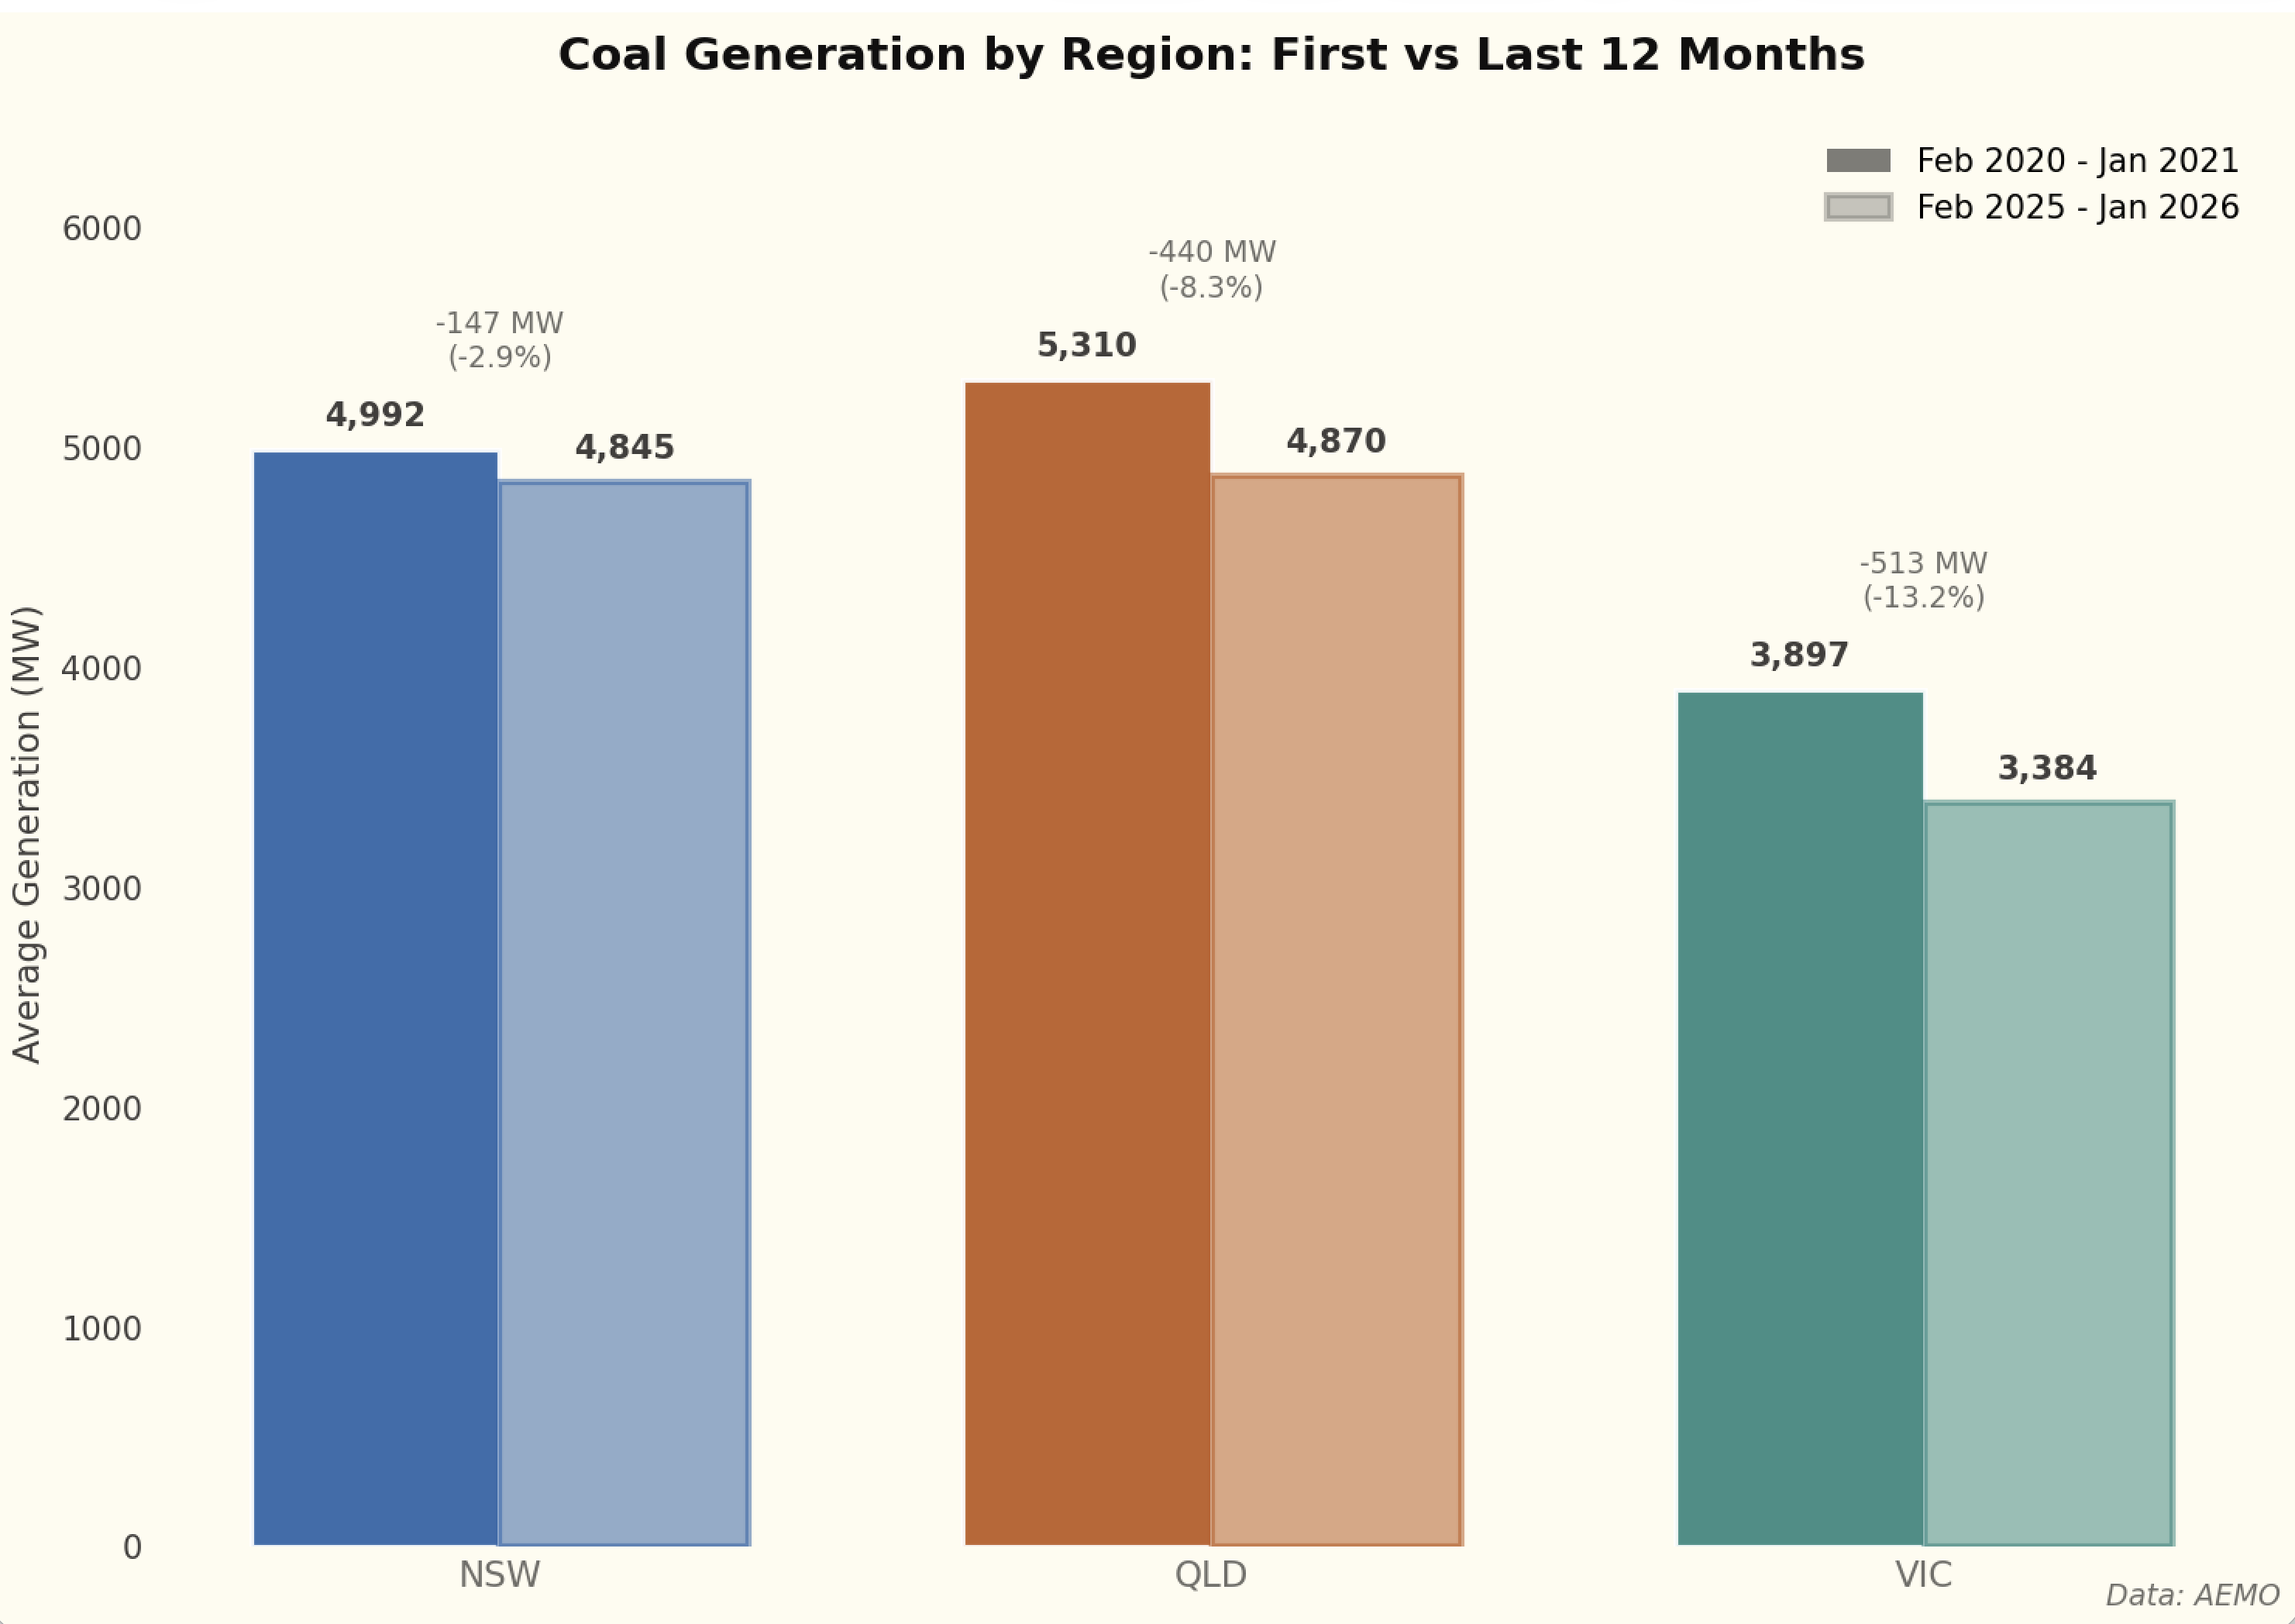 Coal Generation by Region: First vs Last 12 Months
Feb 2020 - Jan 2021
Feb 2025 - Jan 2026
Average Generation (MW)
6000
5000
4000
3000
2000
1000
0
-147 MW
(-2.9%)
4,992
4,845
-440 MW
(-8.3%)
5,310
4,870
-513 MW
(-13.2%)
3,897
3,384
NSW
QLD
VIC
Data: AEMO